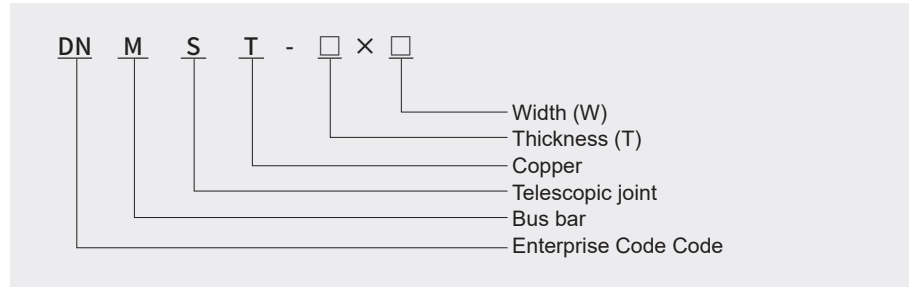 DN M S T - □ × □
Width (W)
Thickness (T)
Copper
Telescopic joint
Bus bar
Enterprise Code Code